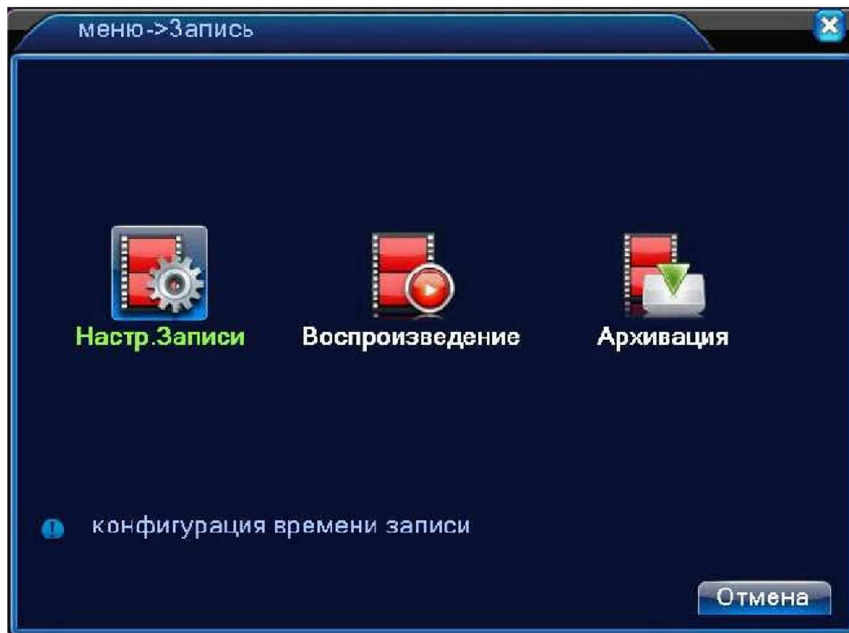 меню->Запись
Настр.Записи Воспроизведение Архивация
конфигурация времени записи
Отмена